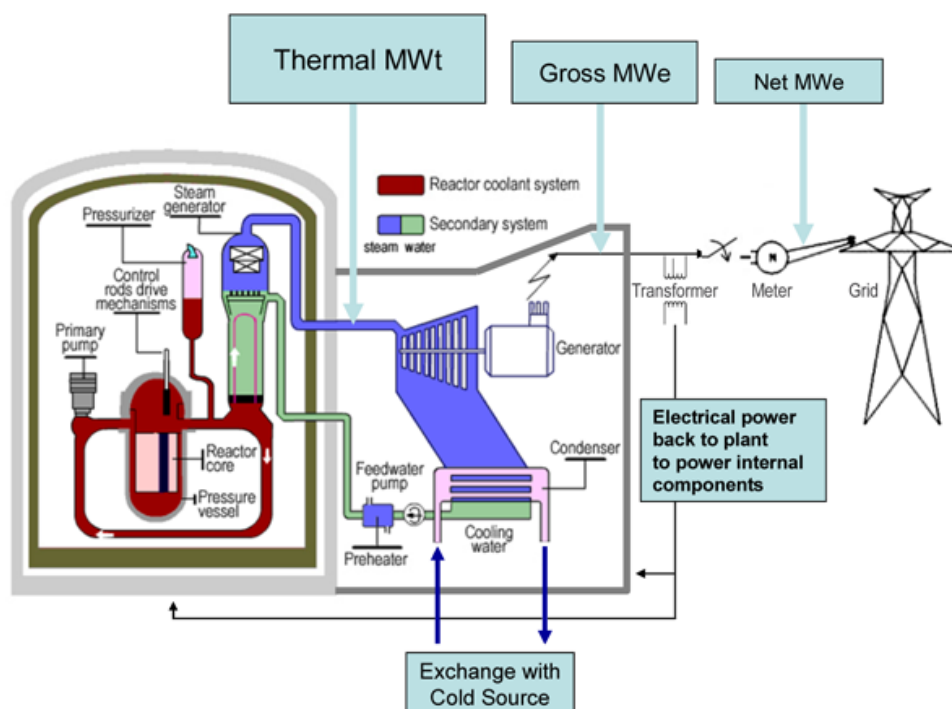 Thermal MWt
Gross MWe
Net MWe
Steam
generator
Pressurizer
Control
rods drive
mechanisms
Primary
pump
Reactor coolant system
Secondary system
steam water
Reactor
core
Pressure
vessel
Feedwater
pump
Preheater
Cooling
water
Condenser
Generator
Transformer
Meter
Grid
N
Electrical power
back to plant
to power internal
components
Exchange with
Cold Source